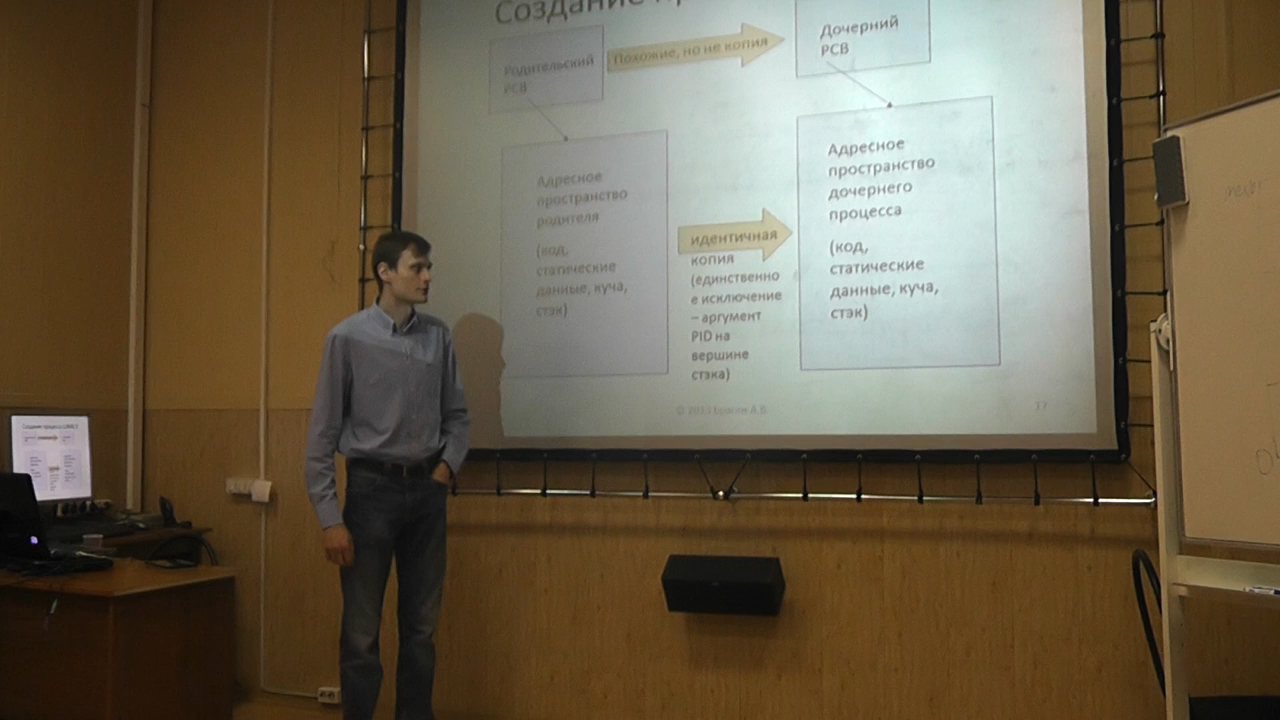 Создание
Родительский
PCB
Похожие, но не копия
Дочерний
PCB
Адресное
пространство
родителя
(код,
статические
данные, куча,
стэк)
идентичная
копия
(единственно
е исключение
– аргумент
PID на
вершине
стэка)
Адресное
пространство
дочернего
процесса
(код,
статические
данные, куча,
стэк)
17